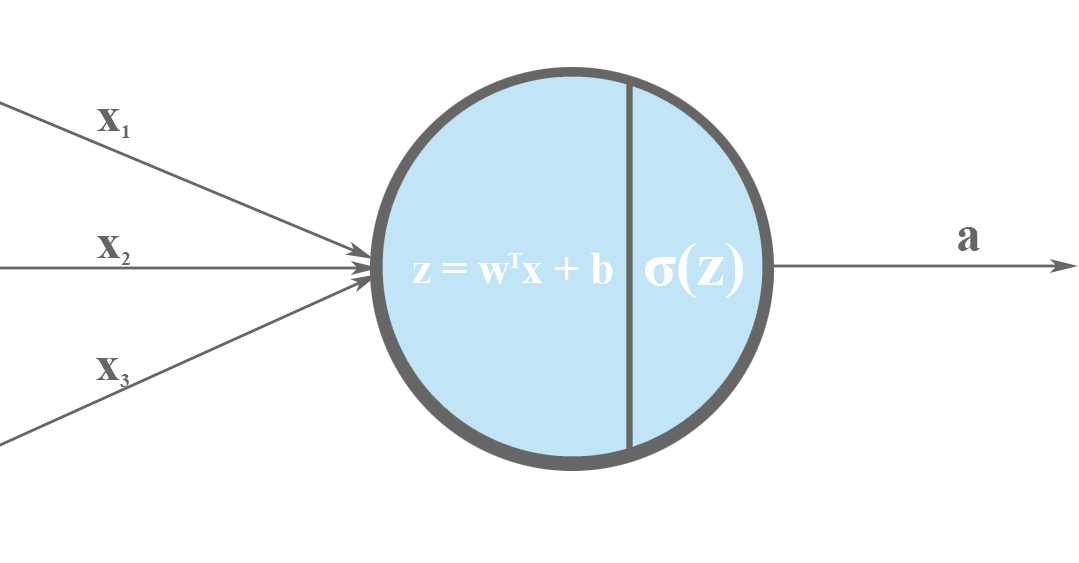 x₁
x₂
x₃
z = wᵀx + b
σ(z)
a